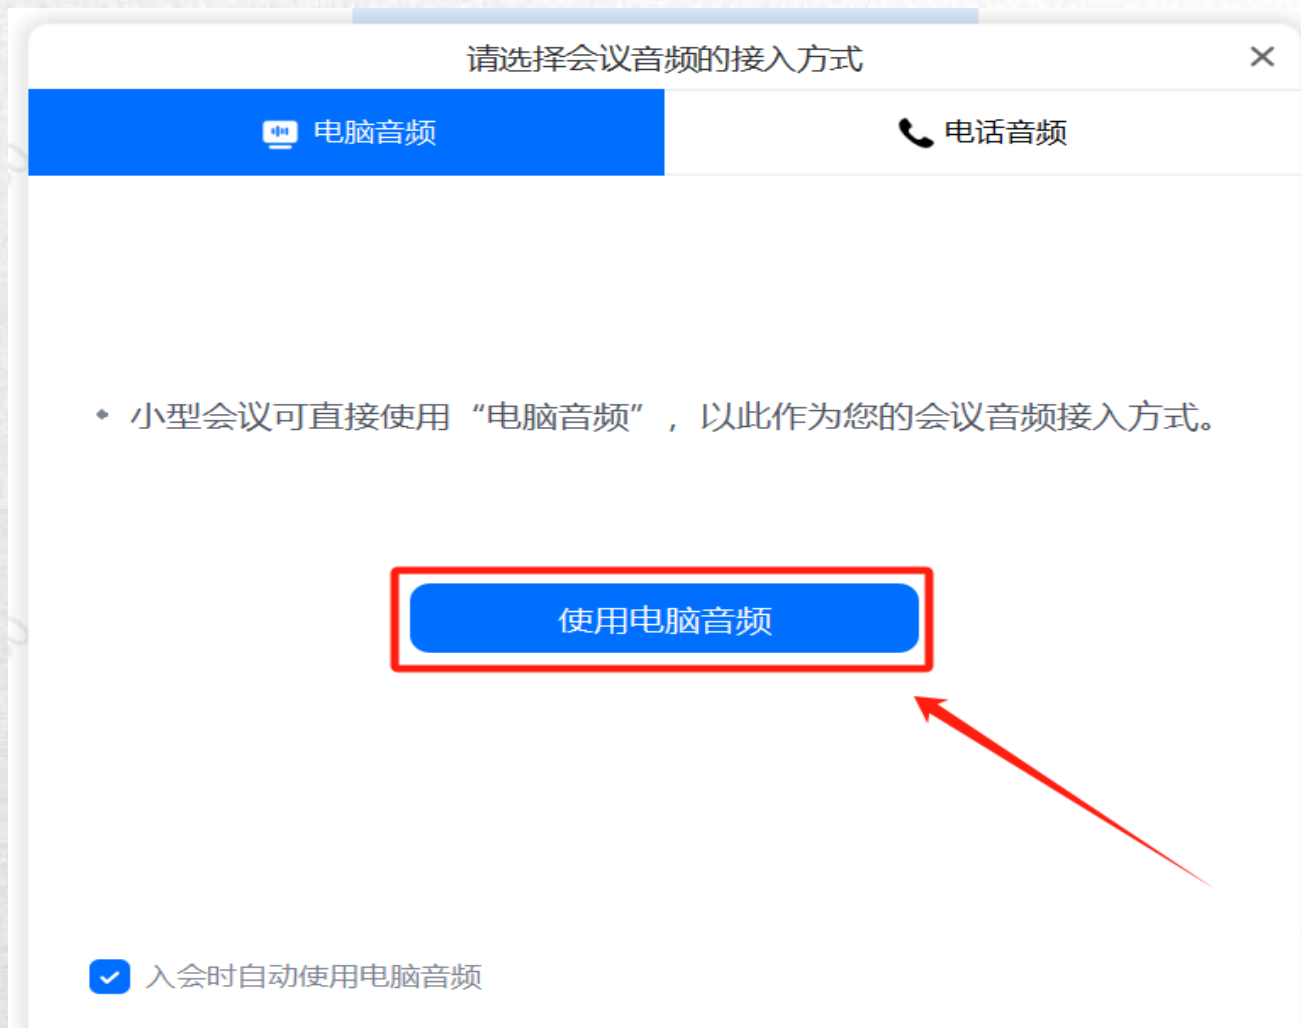 请选择会议音频的接入方式
电脑音频
电话音频
小型会议可直接使用“电脑音频”，以此作为您的会议音频接入方式。
使用电脑音频
入会时自动使用电脑音频